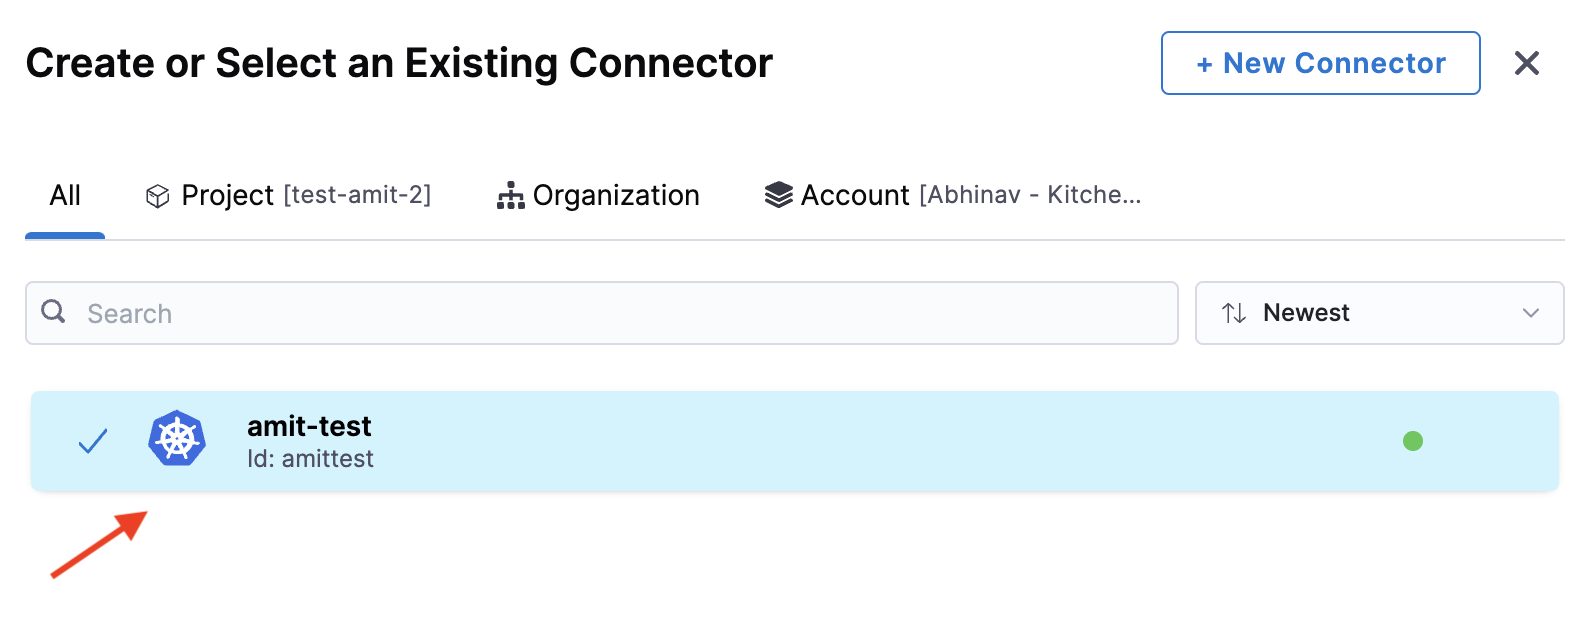 Create or Select an Existing Connector
+ New Connector
All
Project [test-amit-2]
Organization
Account [Abhinav - Kitche...
Search
Newest
amit-test
Id: amittest